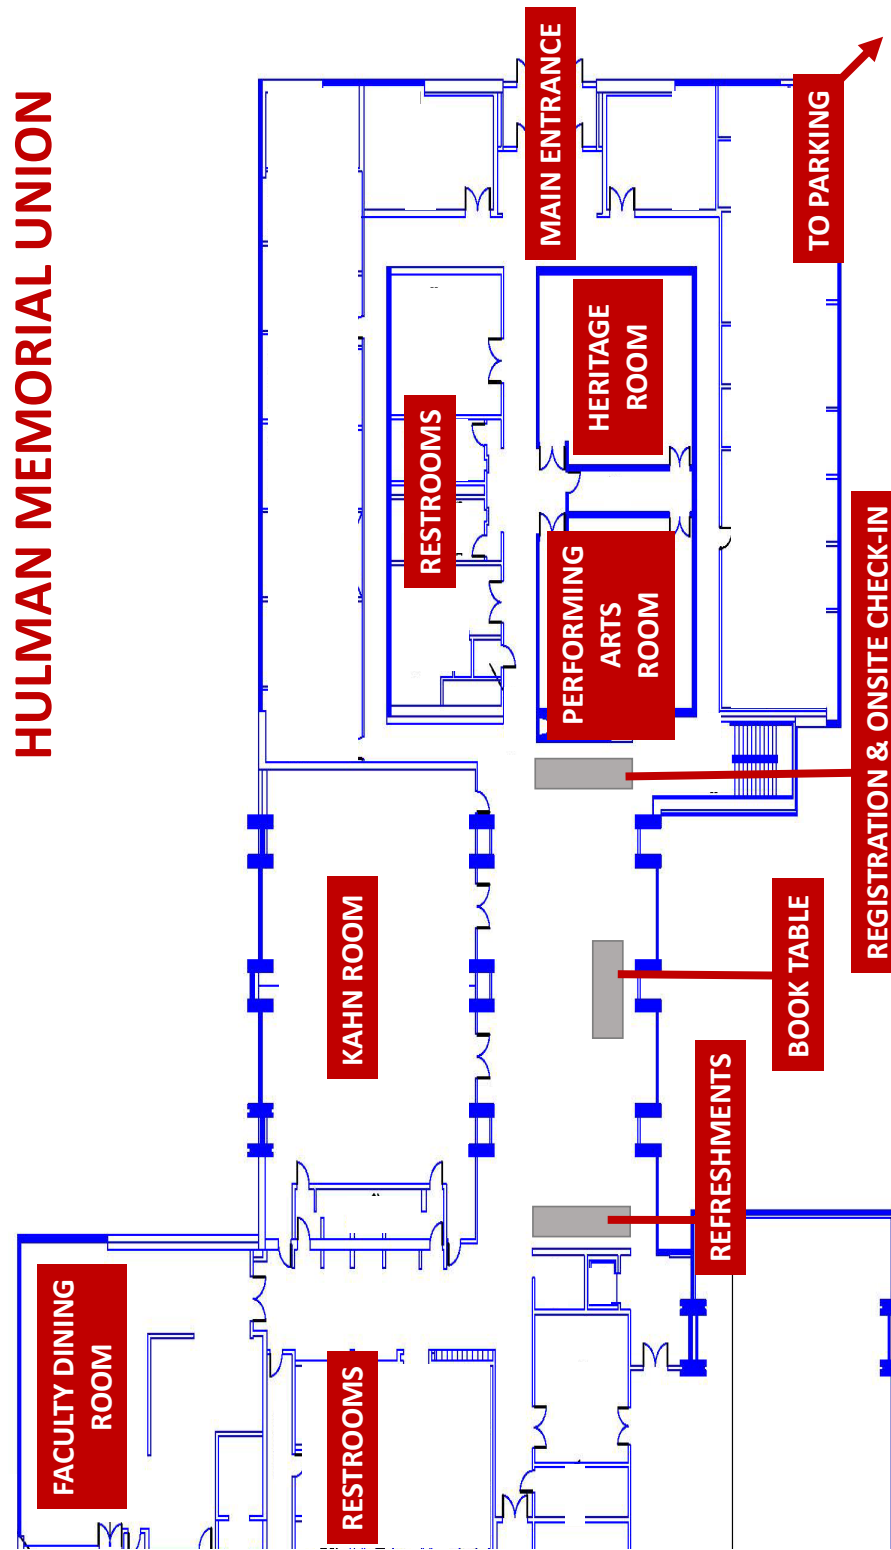 HULMAN MEMORIAL UNION
FACULTY DINING
ROOM
RESTROOMS
KAHN ROOM
RESTROOMS
MAIN ENTRANCE
HERITAGE
ROOM
PERFORMING
ARTS
ROOM
REFRESHMENTS
BOOK TABLE
REGISTRATION & ONSITE CHECK-IN
TO PARKING